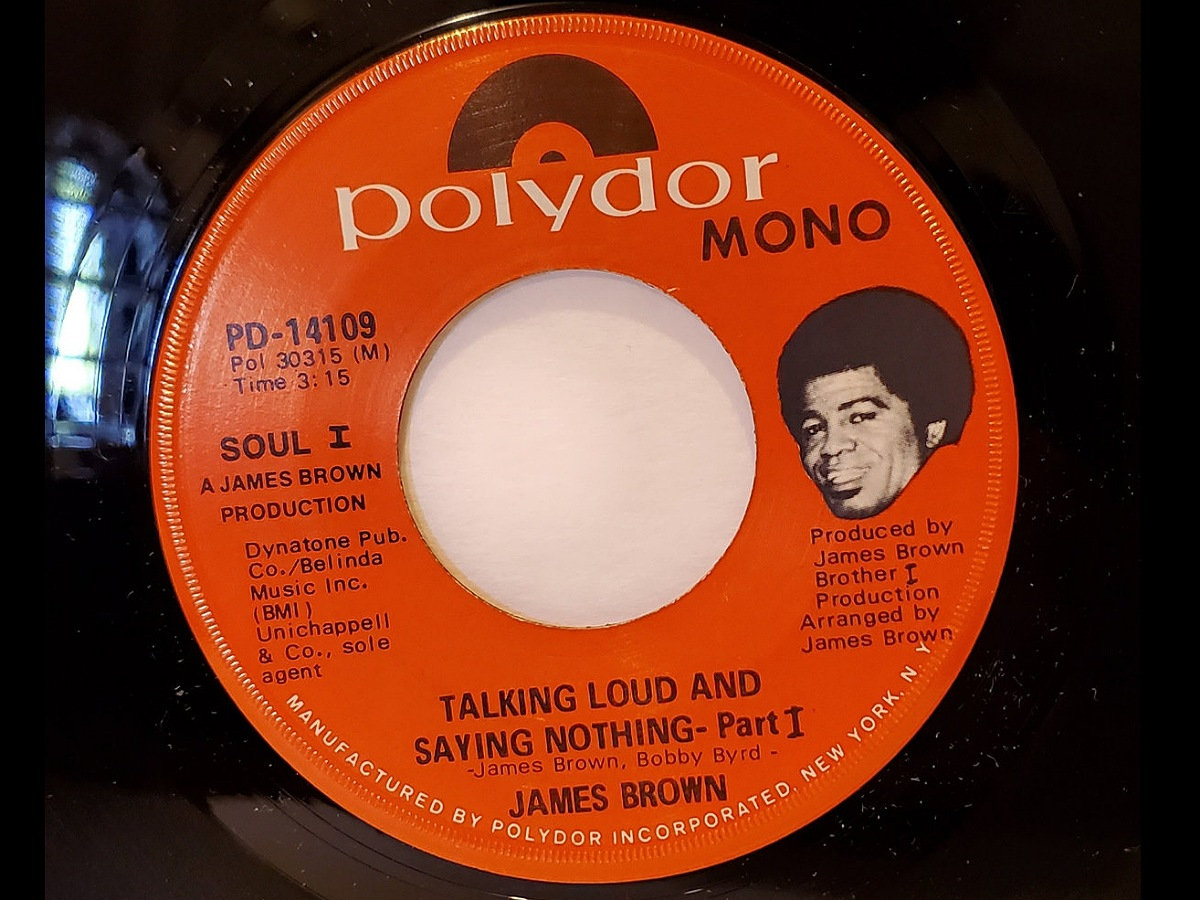 polydor
MONO
PD-14109
Pol 30315 (M)
Time 3:15
SOUL I
A JAMES BROWN
PRODUCTION
Dynatone Pub.
Co./Belinda
Music Inc.
(BMI)
Unichappell
& Co., sole
agent
Produced by
James Brown
Brother I
Production
Arranged by
James Brown
TALKING LOUD AND
SAYING NOTHING- Part I
-James Brown, Bobby Byrd -
JAMES BROWN
MANUFACTURED BY POLYDOR INCORPORATED, NEW YORK, N Y